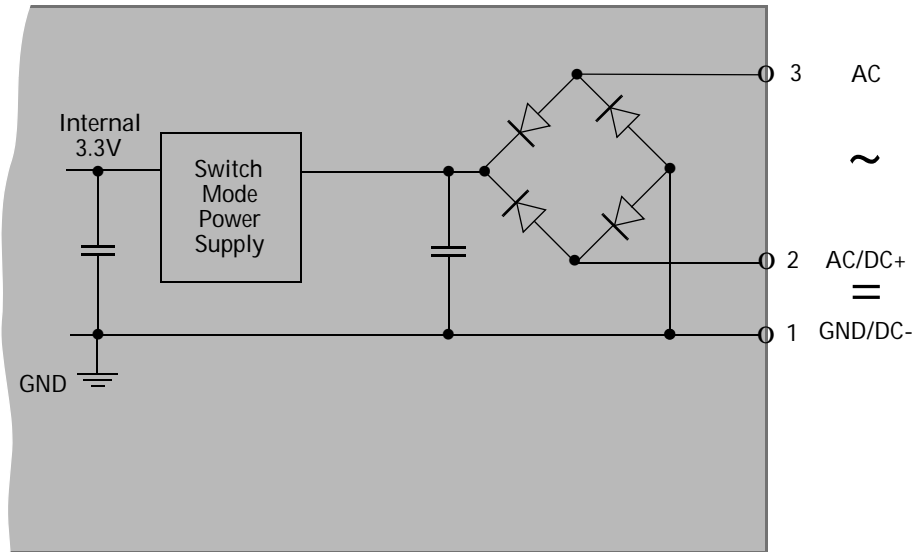 3 AC
Internal
3.3V
Switch
Mode
Power
Supply
~
2 AC/DC+
=
1 GND/DC-
GND